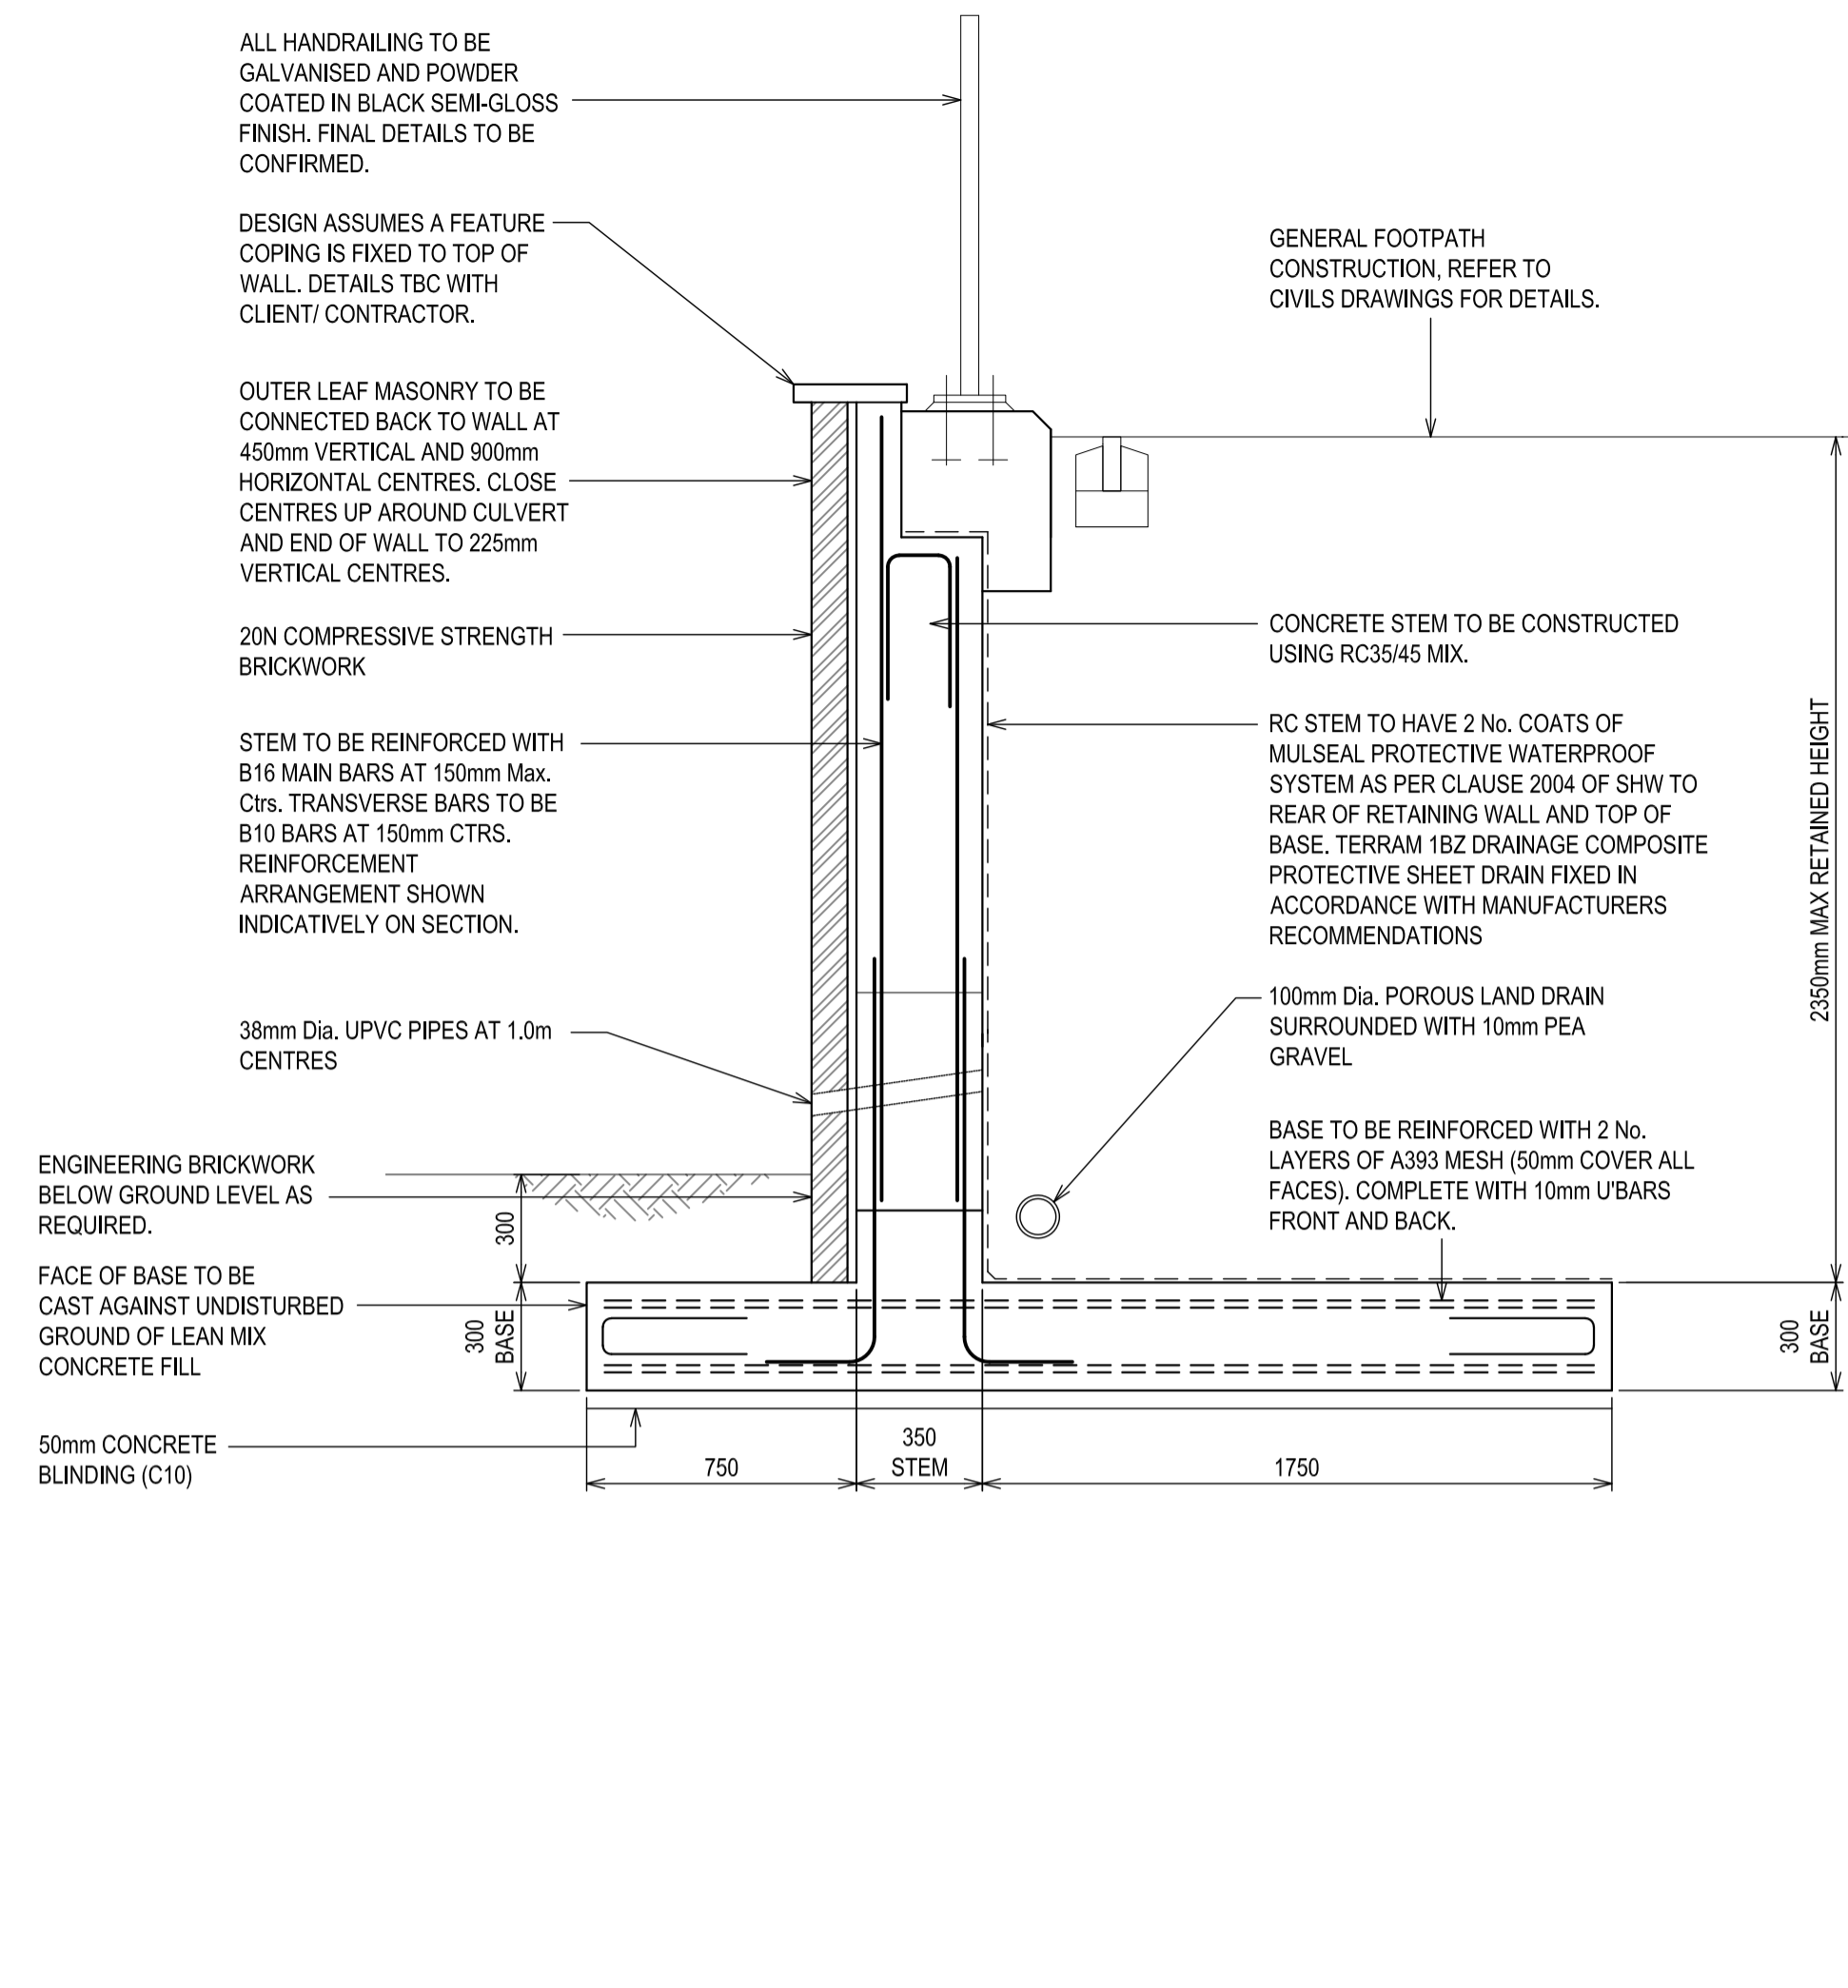 ALL HANDRAILING TO BE
GALVANISED AND POWDER
COATED IN BLACK SEMI-GLOSS
FINISH. FINAL DETAILS TO BE
CONFIRMED.
DESIGN ASSUMES A FEATURE
COPING IS FIXED TO TOP OF
WALL. DETAILS TBC WITH
CLIENT/ CONTRACTOR.
OUTER LEAF MASONRY TO BE
CONNECTED BACK TO WALL AT
450mm VERTICAL AND 900mm
HORIZONTAL CENTRES. CLOSE
CENTRES UP AROUND CULVERT
AND END OF WALL TO 225mm
VERTICAL CENTRES.
20N COMPRESSIVE STRENGTH
BRICKWORK
STEM TO BE REINFORCED WITH
B16 MAIN BARS AT 150mm Max.
Ctrs. TRANSVERSE BARS TO BE
B10 BARS AT 150mm CTRS.
REINFORCEMENT
ARRANGEMENT SHOWN
INDICATIVELY ON SECTION.
38mm Dia. UPVC PIPES AT 1.0m
CENTRES
ENGINEERING BRICKWORK
BELOW GROUND LEVEL AS
REQUIRED.
FACE OF BASE TO BE
CAST AGAINST UNDISTURBED
GROUND OF LEAN MIX
CONCRETE FILL
50mm CONCRETE
BLINDING (C10)
300
300
BASE
750
350
STEM
1750
GENERAL FOOTPATH
CONSTRUCTION, REFER TO
CIVILS DRAWINGS FOR DETAILS.
CONCRETE STEM TO BE CONSTRUCTED
USING RC35/45 MIX.
RC STEM TO HAVE 2 No. COATS OF
MULSEAL PROTECTIVE WATERPROOF
SYSTEM AS PER CLAUSE 2004 OF SHW TO
REAR OF RETAINING WALL AND TOP OF
BASE. TERRAM 1BZ DRAINAGE COMPOSITE
PROTECTIVE SHEET DRAIN FIXED IN
ACCORDANCE WITH MANUFACTURERS
RECOMMENDATIONS
100mm Dia. POROUS LAND DRAIN
SURROUNDED WITH 10mm PEA
GRAVEL
BASE TO BE REINFORCED WITH 2 No.
LAYERS OF A393 MESH (50mm COVER ALL
FACES). COMPLETE WITH 10mm U'BARS
FRONT AND BACK.
2350mm MAX RETAINED HEIGHT
300
BASE